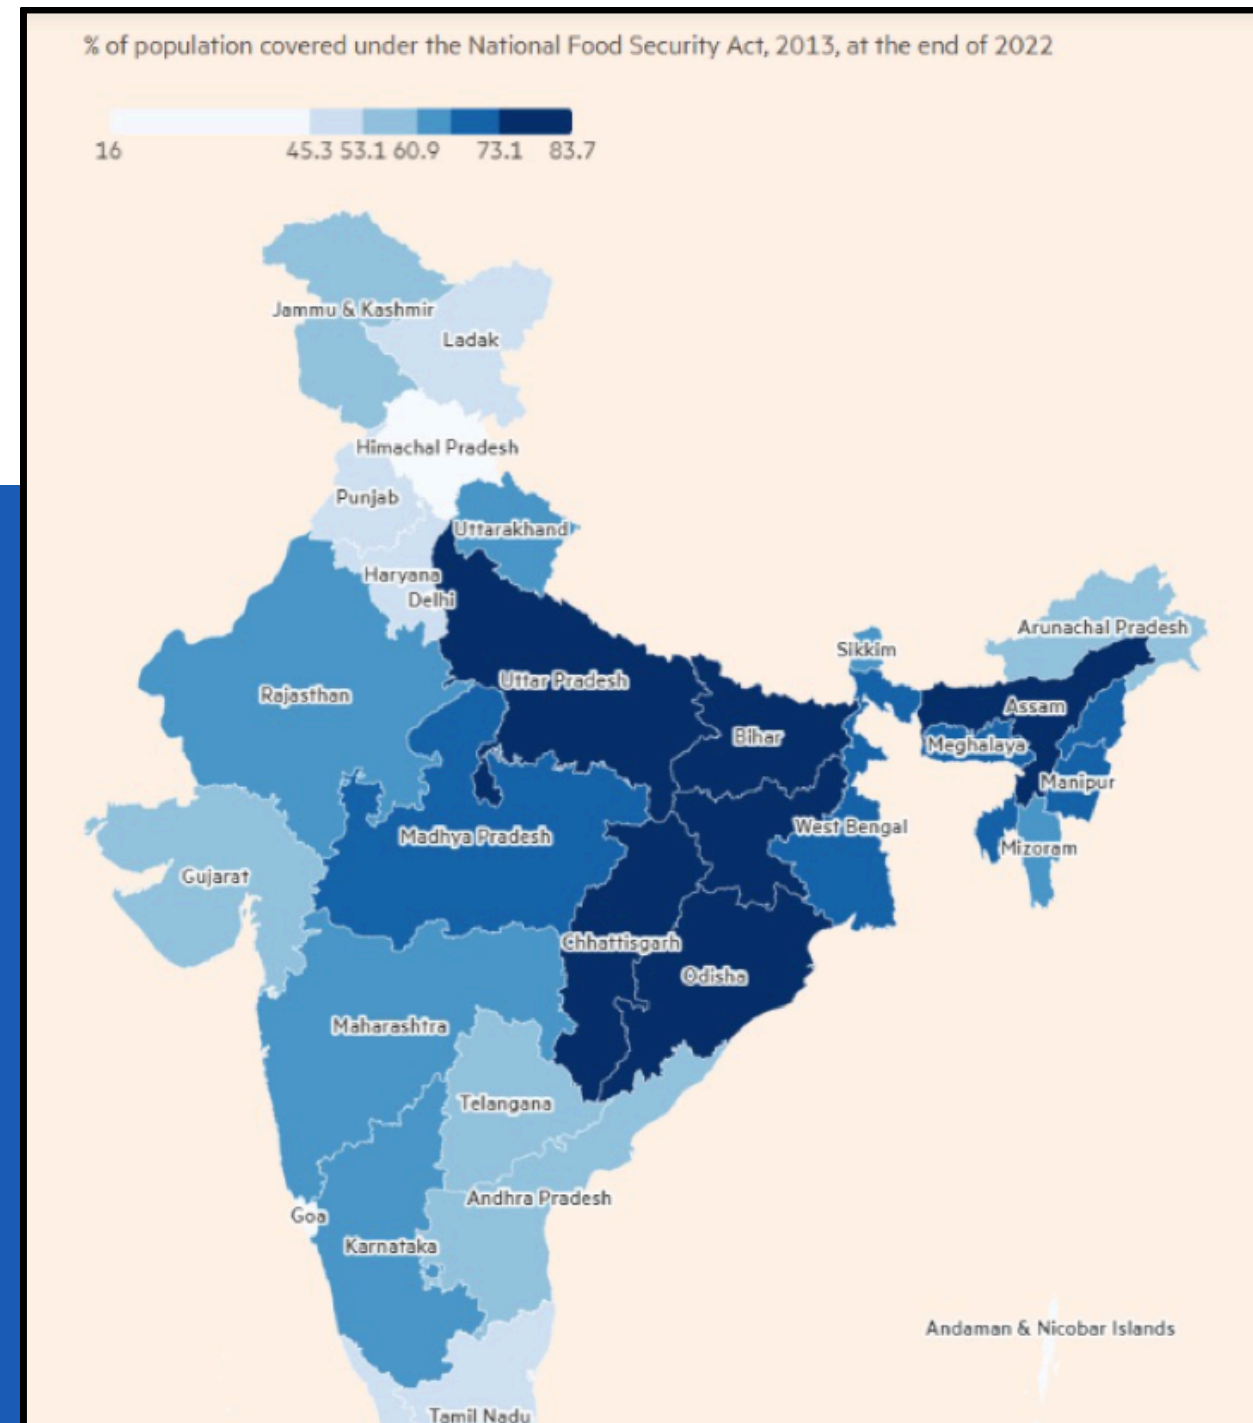 % of population covered under the National Food Security Act, 2013, at the end of 2022
16 45.3 53.1 60.9 73.1 83.7
Jammu & Kashmir
Ladak
Himachal Pradesh
Punjab
Uttarakhand
Haryana
Delhi
Arunachal Pradesh
Sikkim
Uttar Pradesh
Rajasthan
Assam
Bihar
Meghalaya
Manipur
West Bengal
Madhya Pradesh
Mizoram
Gujarat
Chhattisgarh
Odisha
Maharashtra
Telangana
Andhra Pradesh
Goa
Karnataka
Andaman & Nicobar Islands
Tamil Nadu